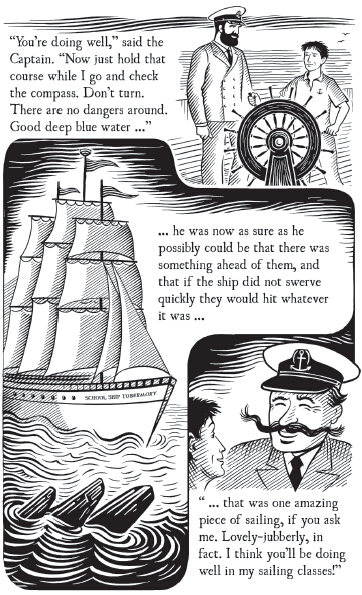 “You’re doing well,” said the
Captain. “Now just hold that
course while I go and check
the compass. Don’t turn.
There are no dangers around.
Good deep blue water ...”
... he was now as sure as he
possibly could be that there was
something ahead of them, and
that if the ship did not swerve
quickly they would hit whatever
it was ...
SCHOOL SHIP TOBERMORY
“ ... that was one amazing
piece of sailing, if you ask
me. Lovely-jubberly, in
fact. I think you’ll be doing
well in my sailing classes!”